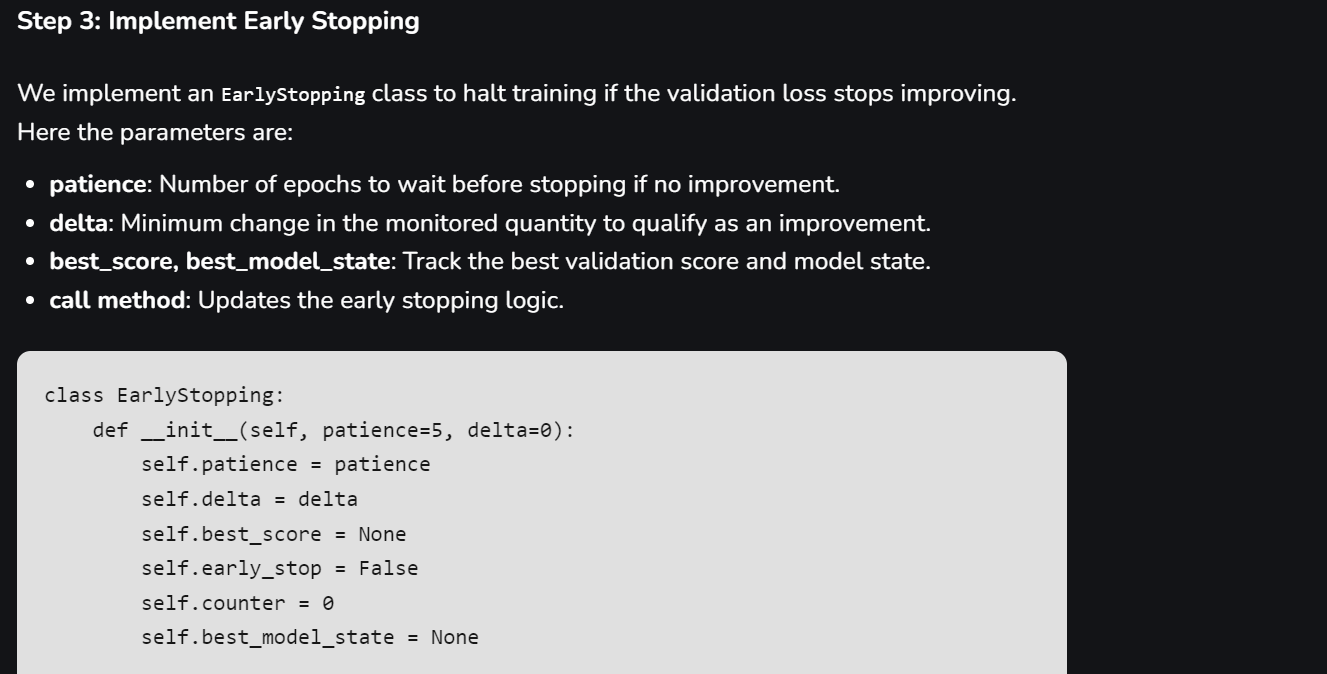 Step 3: Implement Early Stopping
We implement an EarlyStopping class to halt training if the validation loss stops improving.
Here the parameters are:
• patience: Number of epochs to wait before stopping if no improvement.
• delta: Minimum change in the monitored quantity to qualify as an improvement.
• best_score, best_model_state: Track the best validation score and model state.
• call method: Updates the early stopping logic.
class EarlyStopping:
    def __init__(self, patience=5, delta=0):
        self.patience = patience
        self.delta = delta
        self.best_score = None
        self.early_stop = False
        self.counter = 0
        self.best_model_state = None